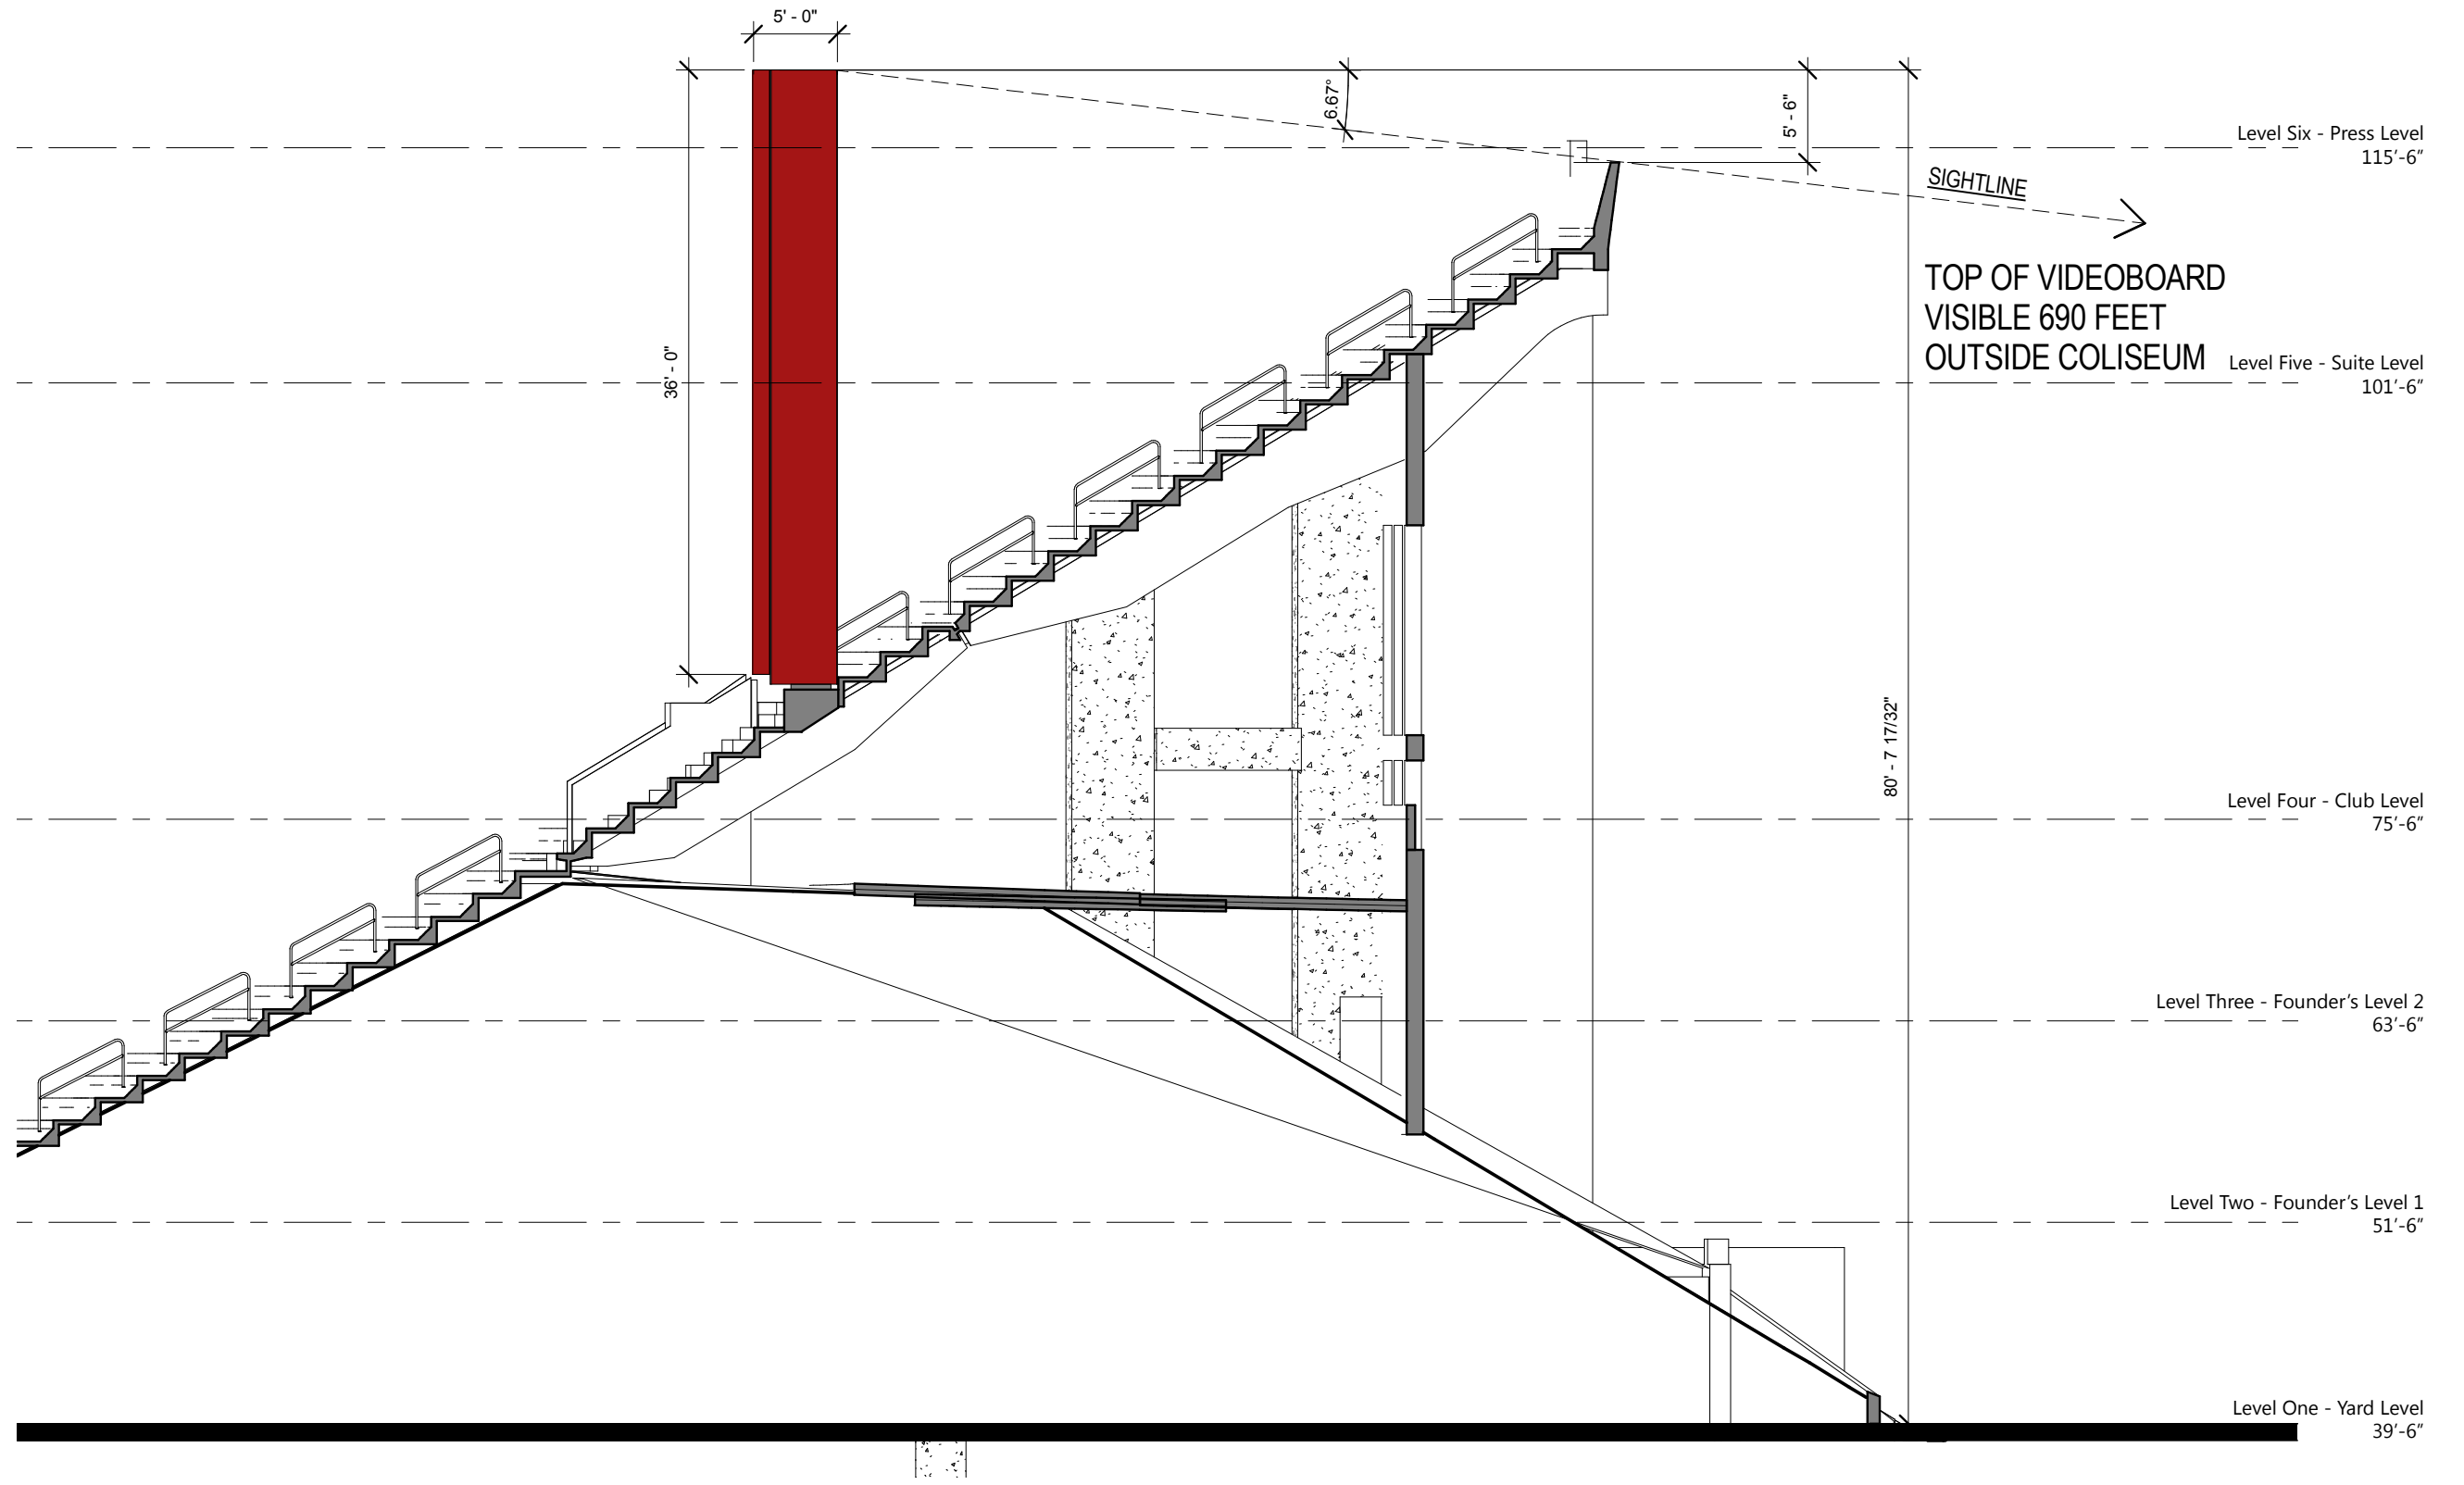 5' - 0"
6.67°
5' - 6"
Level Six - Press Level
115’-6”
SIGHTLINE
TOP OF VIDEOBOARD
VISIBLE 690 FEET
OUTSIDE COLISEUM
Level Five - Suite Level
101’-6”
36' - 0"
80' - 7 17/32"
Level Four - Club Level
75’-6”
Level Three - Founder’s Level 2
63’-6”
Level Two - Founder’s Level 1
51’-6”
Level One - Yard Level
39’-6”